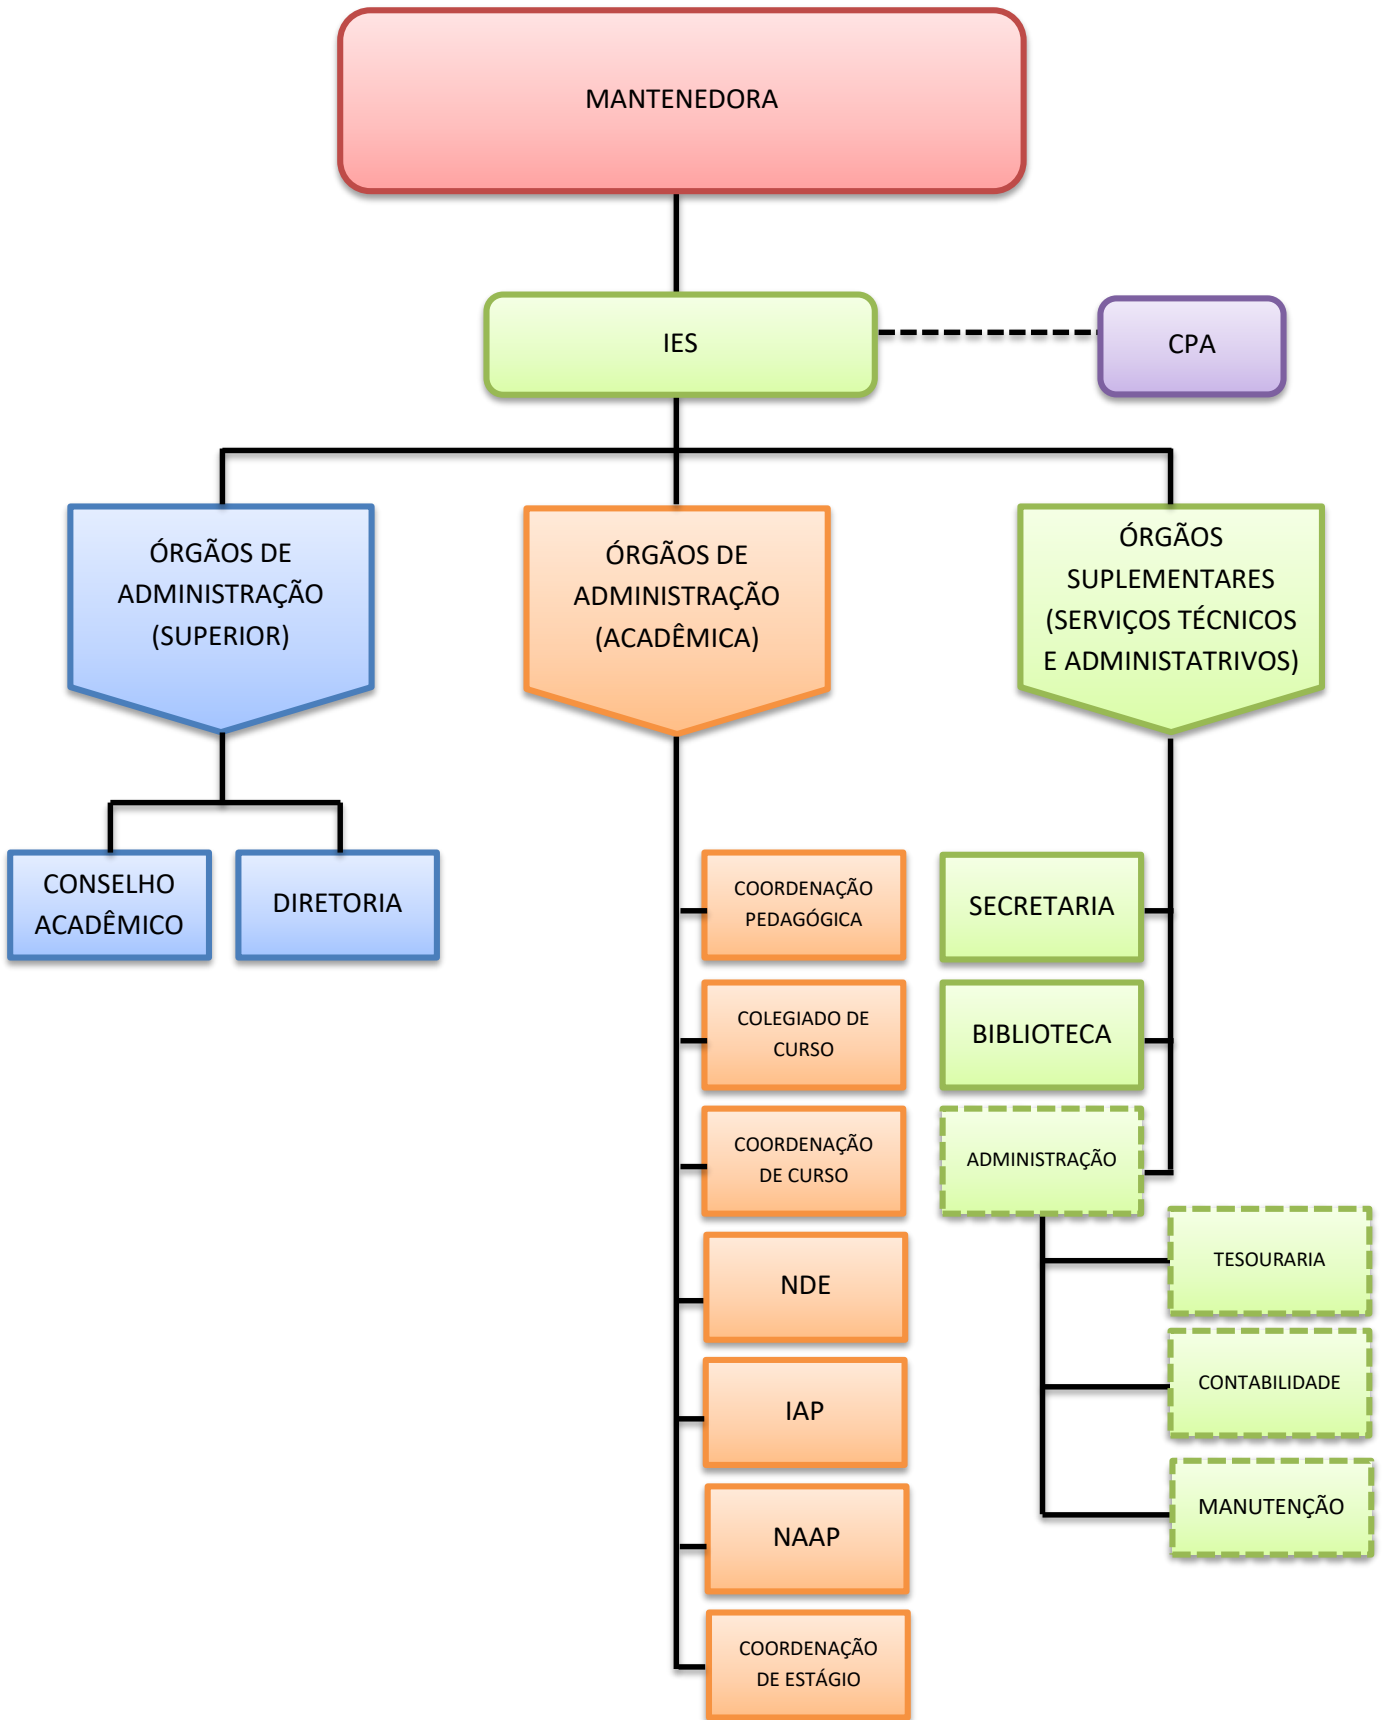 MANTENEDORA
IES
CPA
ÓRGÃOS DE
ADMINISTRAÇÃO
(SUPERIOR)
ÓRGÃOS DE
ADMINISTRAÇÃO
(ACADÊMICA)
ÓRGÃOS
SUPLEMENTARES
(SERVIÇOS TÉCNICOS
E ADMINISTATRIVOS)
CONSELHO
ACADÊMICO
DIRETORIA
COORDENAÇÃO
PEDAGÓGICA
COLEGIADO DE
CURSO
COORDENAÇÃO
DE CURSO
NDE
IAP
NAAP
COORDENAÇÃO
DE ESTÁGIO
SECRETARIA
BIBLIOTECA
ADMINISTRAÇÃO
TESOURARIA
CONTABILIDADE
MANUTENÇÃO